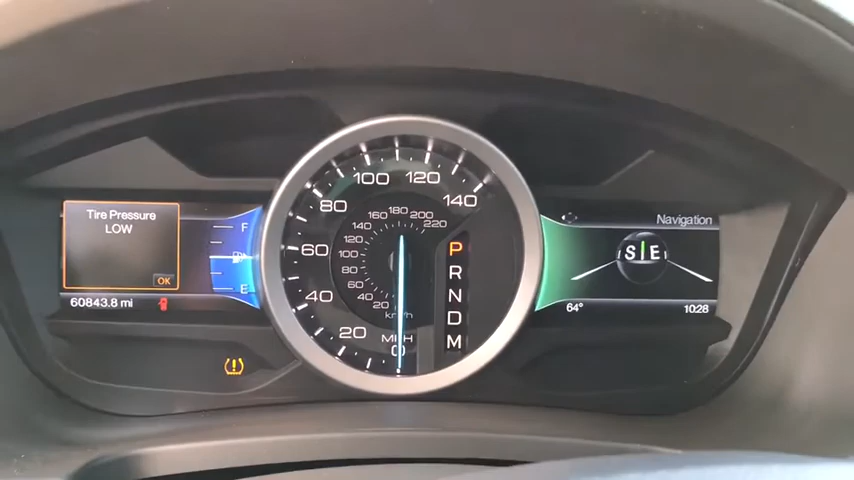 Tire Pressure
LOW
OK
60843.8 mi
F
E
0
20
40
60
80
100
120
140
20
40
60
80
100
120
140
160
180
200
220
km/h
MPH
P
R
N
D
M
Navigation
S E
64°
10:28